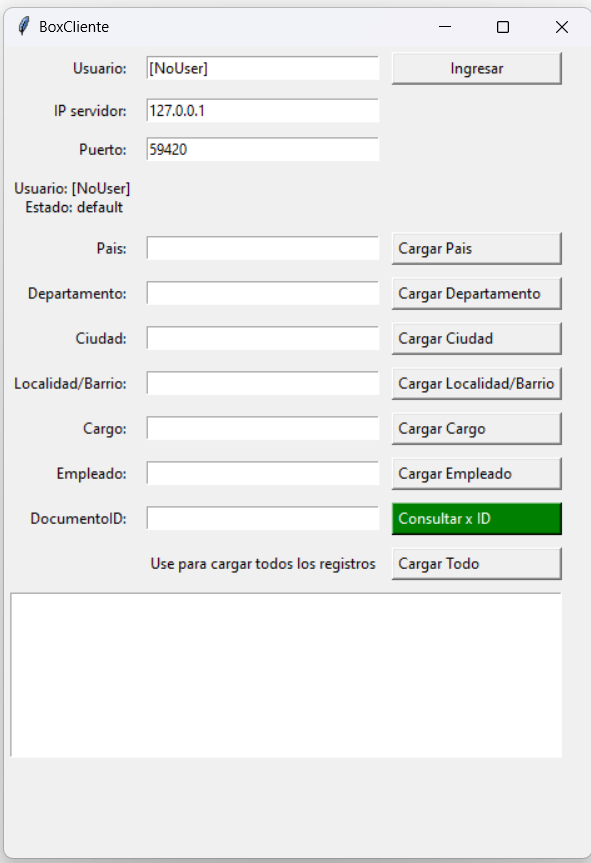 BoxCliente
Usuario: [NoUser] Ingresar
IP servidor: 127.0.0.1
Puerto: 59420
Usuario: [NoUser]
Estado: default
Pais: Cargar Pais
Departamento: Cargar Departamento
Ciudad: Cargar Ciudad
Localidad/Barrio: Cargar Localidad/Barrio
Cargo: Cargar Cargo
Empleado: Cargar Empleado
DocumentoID: Consultar x ID
Use para cargar todos los registros Cargar Todo